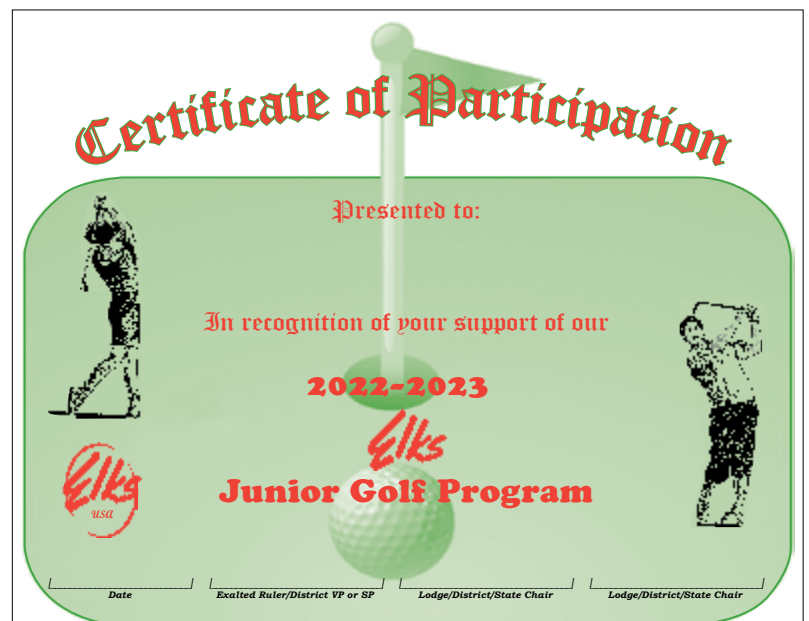 Certificate of Participation
Presented to:
In recognition of your support of our
2022-2023
Elks
Junior Golf Program
Elks
USA
Date
Exalted Ruler/District VP or SP
Lodge/District/State Chair
Lodge/District/State Chair